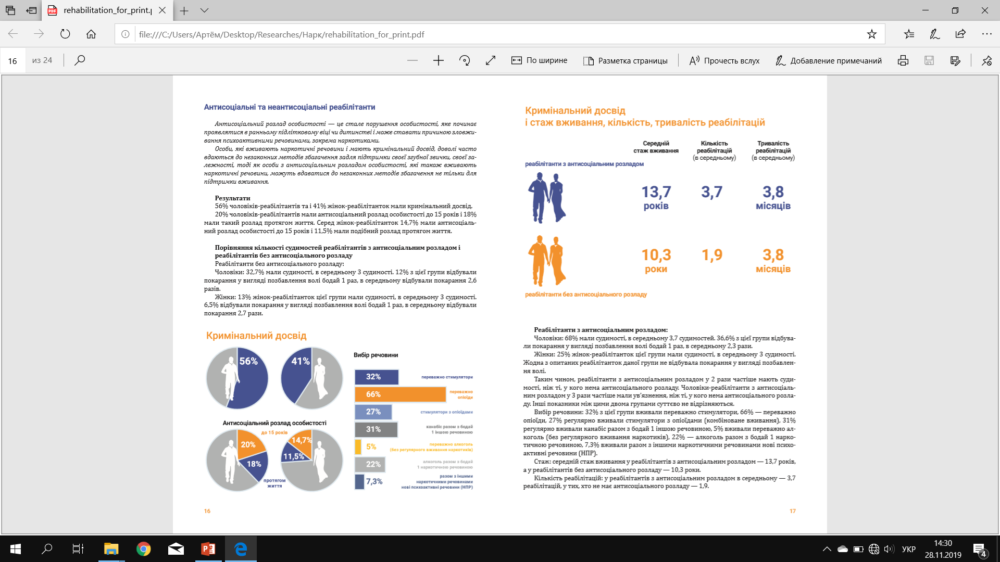 rehabilitation_for_print.p
file:///C:/Users/Артём/Desktop/Researches/Нарк/rehabilitation_for_print.pdf
16 из 24
По ширине
Разметка страницы
Прочесть вслух
Добавление примечаний
Антисоціальні та неантисоціальні реабілітанти
Антисоціальний розлад особистості — це стале порушення особистості, яке починає
проявлятися в ранньому підлітковому віці чи дитинстві і може ставати причиною зловжи-
вання психоактивними речовинами, зокрема наркотиками.
Особи, які вживають наркотичні речовини і мають кримінальний досвід, доволі часто
вдаються до незаконних методів збагачення задля підтримки своєї згубної звички, своєї за-
лежності, тоді як особи з антисоціальним розладом особистості, які також вживають
наркотичні речовини, можуть вдаватися до незаконних методів збагачення не тільки для
підтримки вживання.
Результати
56% чоловіків-реабілітантів та і 41% жінок-реабілітанток мали кримінальний досвід.
20% чоловіків-реабілітантів мали антисоціальний розлад особистості до 15 років і 18%
мали такий розлад протягом життя. Серед жінок-реабілітанток 14,7% мали антисоціаль-
ний розлад особистості до 15 років і 11,5% мали подібний розлад протягом життя.
Порівняння кількості судимостей реабілітантів з антисоціальним розладом і
реабілітантів без антисоціального розладу
Реабілітанти без антисоціального розладу:
Чоловіки: 32,7% мали судимості, в середньому 3 судимості. 12% з цієї групи відбували
покарання у вигляді позбавлення волі бодай 1 раз, в середньому відбували покарання 2,6
разів.
Жінки: 13% жінок-реабілітанток цієї групи мали судимості, в середньому 3 судимості.
6,5% відбували покарання у вигляді позбавлення волі бодай 1 раз, в середньому відбували
покарання 2,7 рази.
Кримінальний досвід
56%
41%
Антисоціальний розлад особистості
до 15 років
20%
18%
протягом
життя
14,7%
11,5%
Вибір речовини
32%
переважно стимулятори
66%
переважно
опіоїди
27%
стимулятори з опіоїдами
31%
канабіс разом з бодай
1 іншою речовиною
5%
переважно алкоголь
(без регулярного вживання наркотиків)
22%
алкоголь разом з бодай
1 наркотичною речовиною
7,3%
разом з іншими
наркотичними речовинами
нові психоактивні речовини (НПР)
16
Кримінальний досвід
і стаж вживання, кількість, тривалість реабілітацій
Середній
стаж вживання
Кількість
реабілітацій
(в середньому)
Тривалість
реабілітацій
(в середньому)
реабілітанти з антисоціальним розладом
13,7
років
3,7
3,8
місяців
10,3
роки
1,9
3,8
місяців
реабілітанти без антисоціального розладу
Реабілітанти з антисоціальним розладом:
Чоловіки: 68% мали судимості, в середньому 3,7 судимостей. 36,6% з цієї групи відбува-
ли покарання у вигляді позбавлення волі бодай 1 раз, в середньому 2,3 рази.
Жінки: 25% жінок-реабілітанток цієї групи мали судимості, в середньому 3 судимості.
Жодна з опитаних реабілітанток даної групи не відбувала покарання у вигляді позбавлен-
ня волі.
Таким чином, реабілітанти з антисоціальним розладом у 2 рази частіше мають суди-
мості, ніж ті, у кого нема антисоціального розладу. Чоловіки-реабілітанти з антисоціаль-
ним розладом у 3 рази частіше мали ув’язнення, ніж ті, у кого нема антисоціального розла-
ду. Інші показники між цими двома групами суттєво не відрізняються.
Вибір речовини: 32% з цієї групи вживали переважно стимулятори, 66% — переважно
опіоїди, 27% регулярно вживали стимулятори з опіоїдами (комбіноване вживання), 31%
регулярно вживали канабіс разом з бодай 1 іншою речовиною, 5% вживали переважно ал-
коголь (без регулярного вживання наркотиків), 22% — алкоголь разом з бодай 1 нарко-
тичною речовиною, 7,3% вживали разом з іншими наркотичними речовинами нові психо-
активні речовини (НПР).
Стаж: середній стаж вживання у реабілітантів з антисоціальним розладом — 13,7 років,
а у реабілітантів без антисоціального розладу — 10,3 роки.
Кількість реабілітацій: у реабілітантів з антисоціальним розладом в середньому — 3,7
реабілітацій, у тих, хто не має антисоціального розладу — 1,9.
17
УКР
14:30
28.11.2019
4